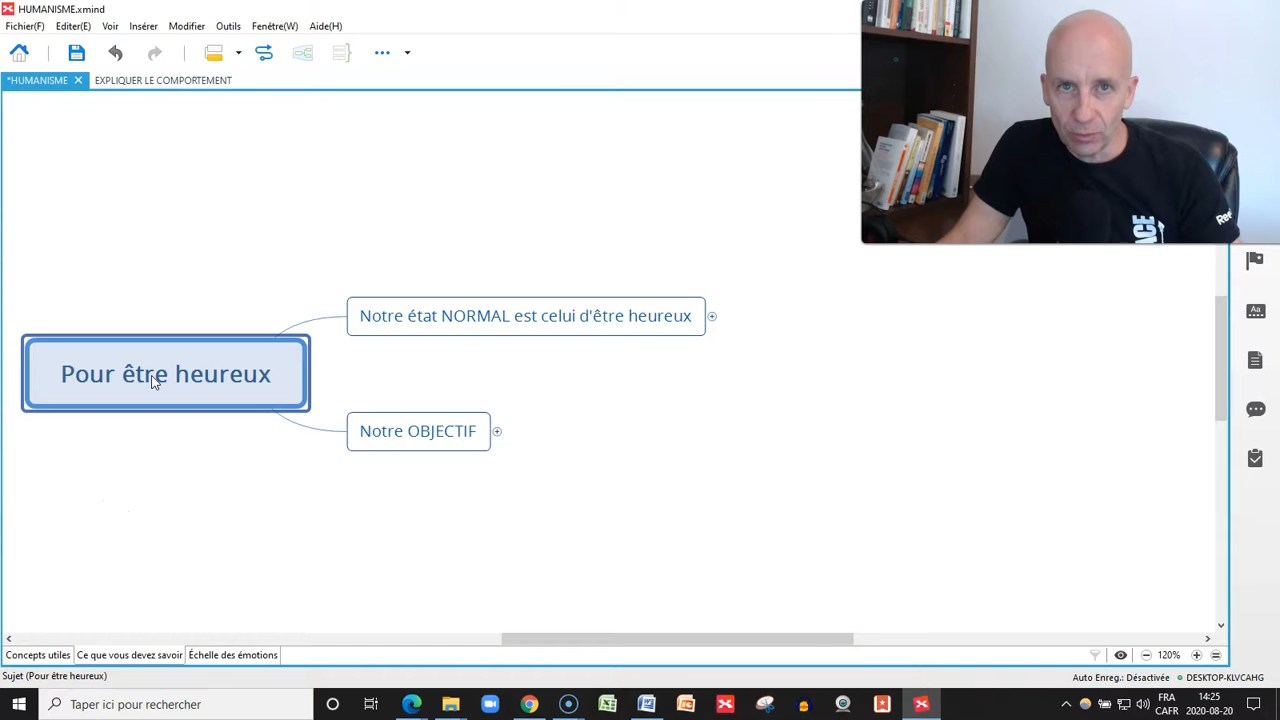 HUMANISME.xmind
Fichier(F) Editer(E) Voir Insérer Modifier Outils Fenêtre(W) Aide(H)
*HUMANISME EXPLIQUER LE COMPORTEMENT
Notre état NORMAL est celui d'être heureux
Pour être heureux
Notre OBJECTIF
Aa
Concepts utiles Ce que vous devez savoir Échelle des émotions
120%
Sujet (Pour être heureux)
Auto Enreg.: Désactivée DESKTOP-KLVCAHG
Taper ici pour rechercher
FRA
CAFR
14:25
2020-08-20